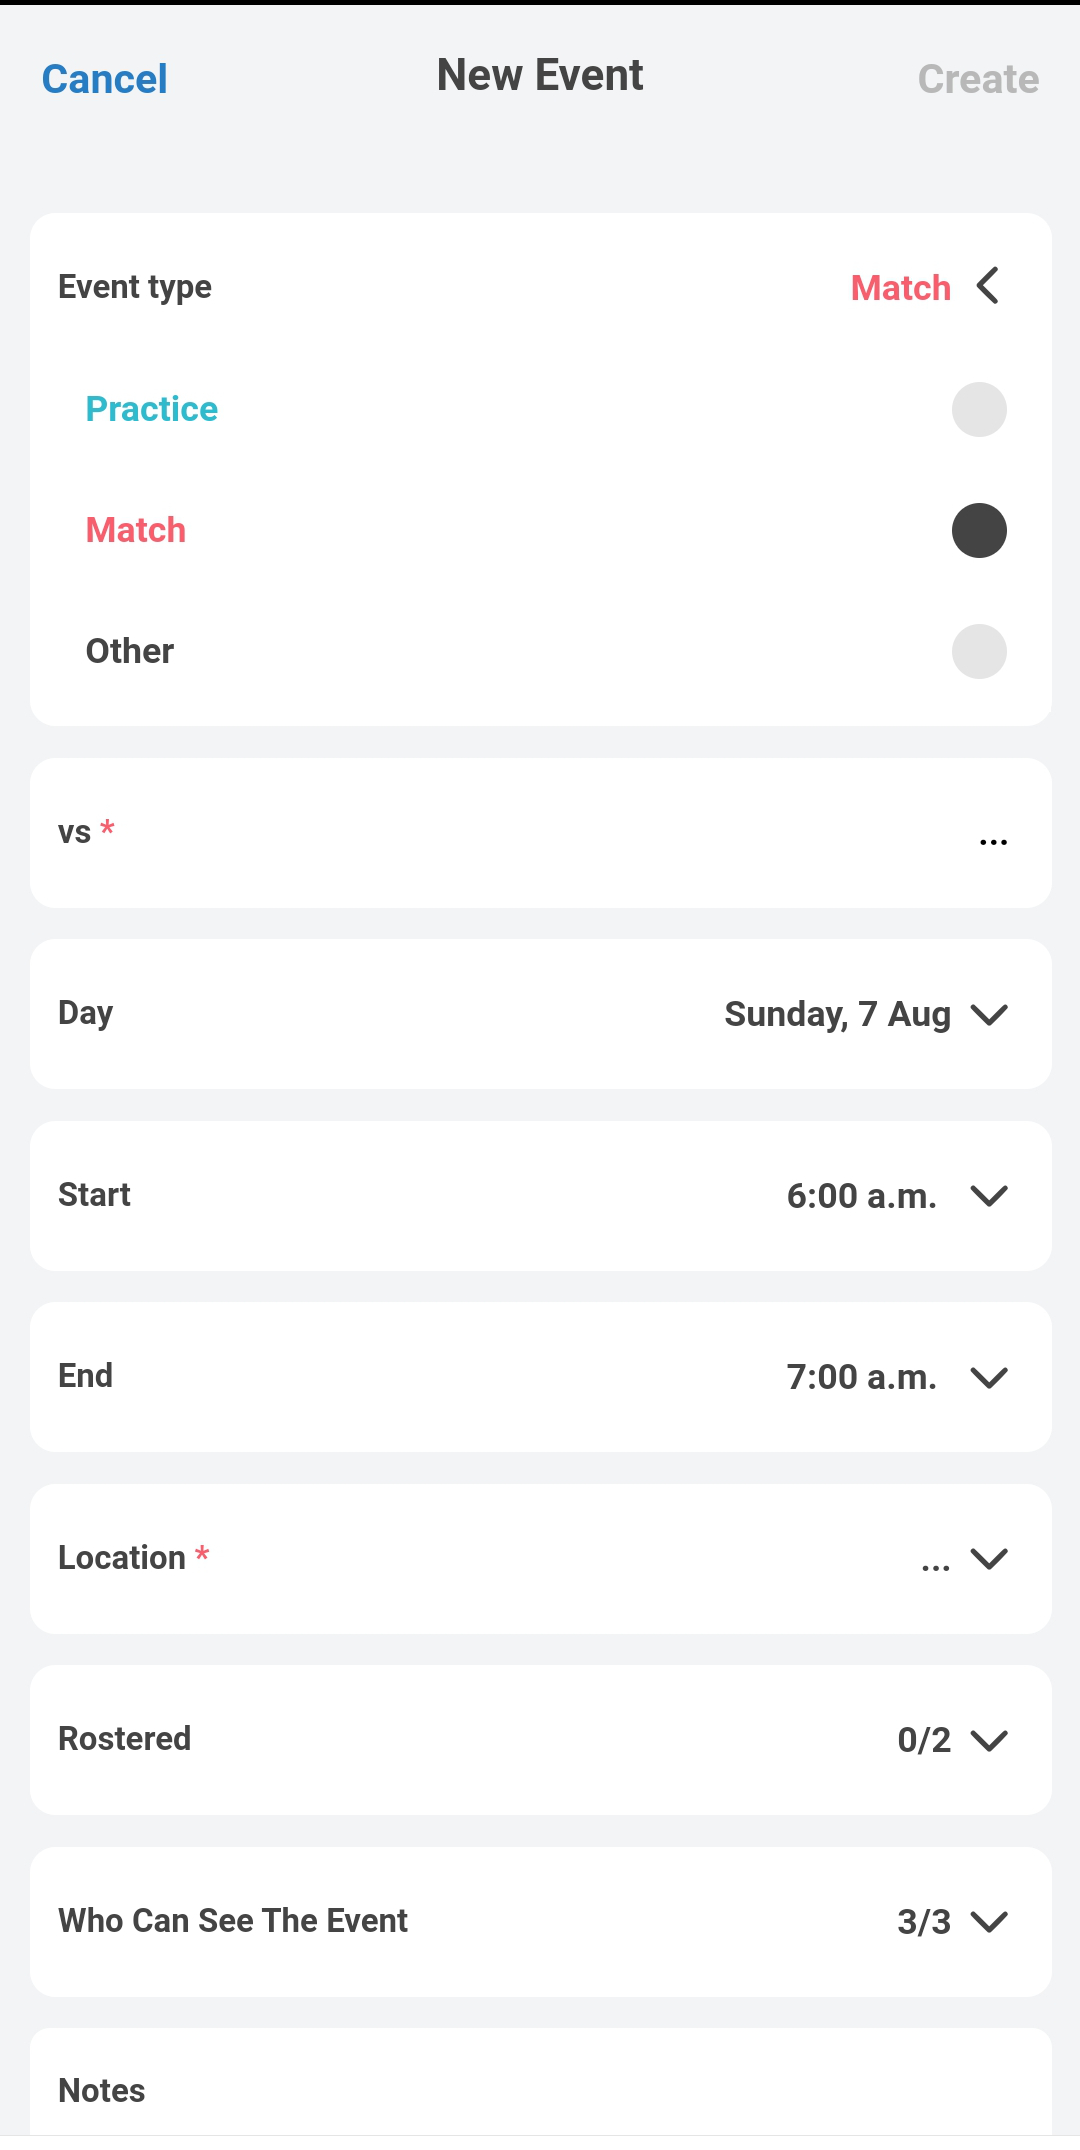 Cancel New Event Create
Event type Match
Practice
Match
Other
vs * ...
Day Sunday, 7 Aug
Start 6:00 a.m.
End 7:00 a.m.
Location * ...
Rostered 0/2
Who Can See The Event 3/3
Notes